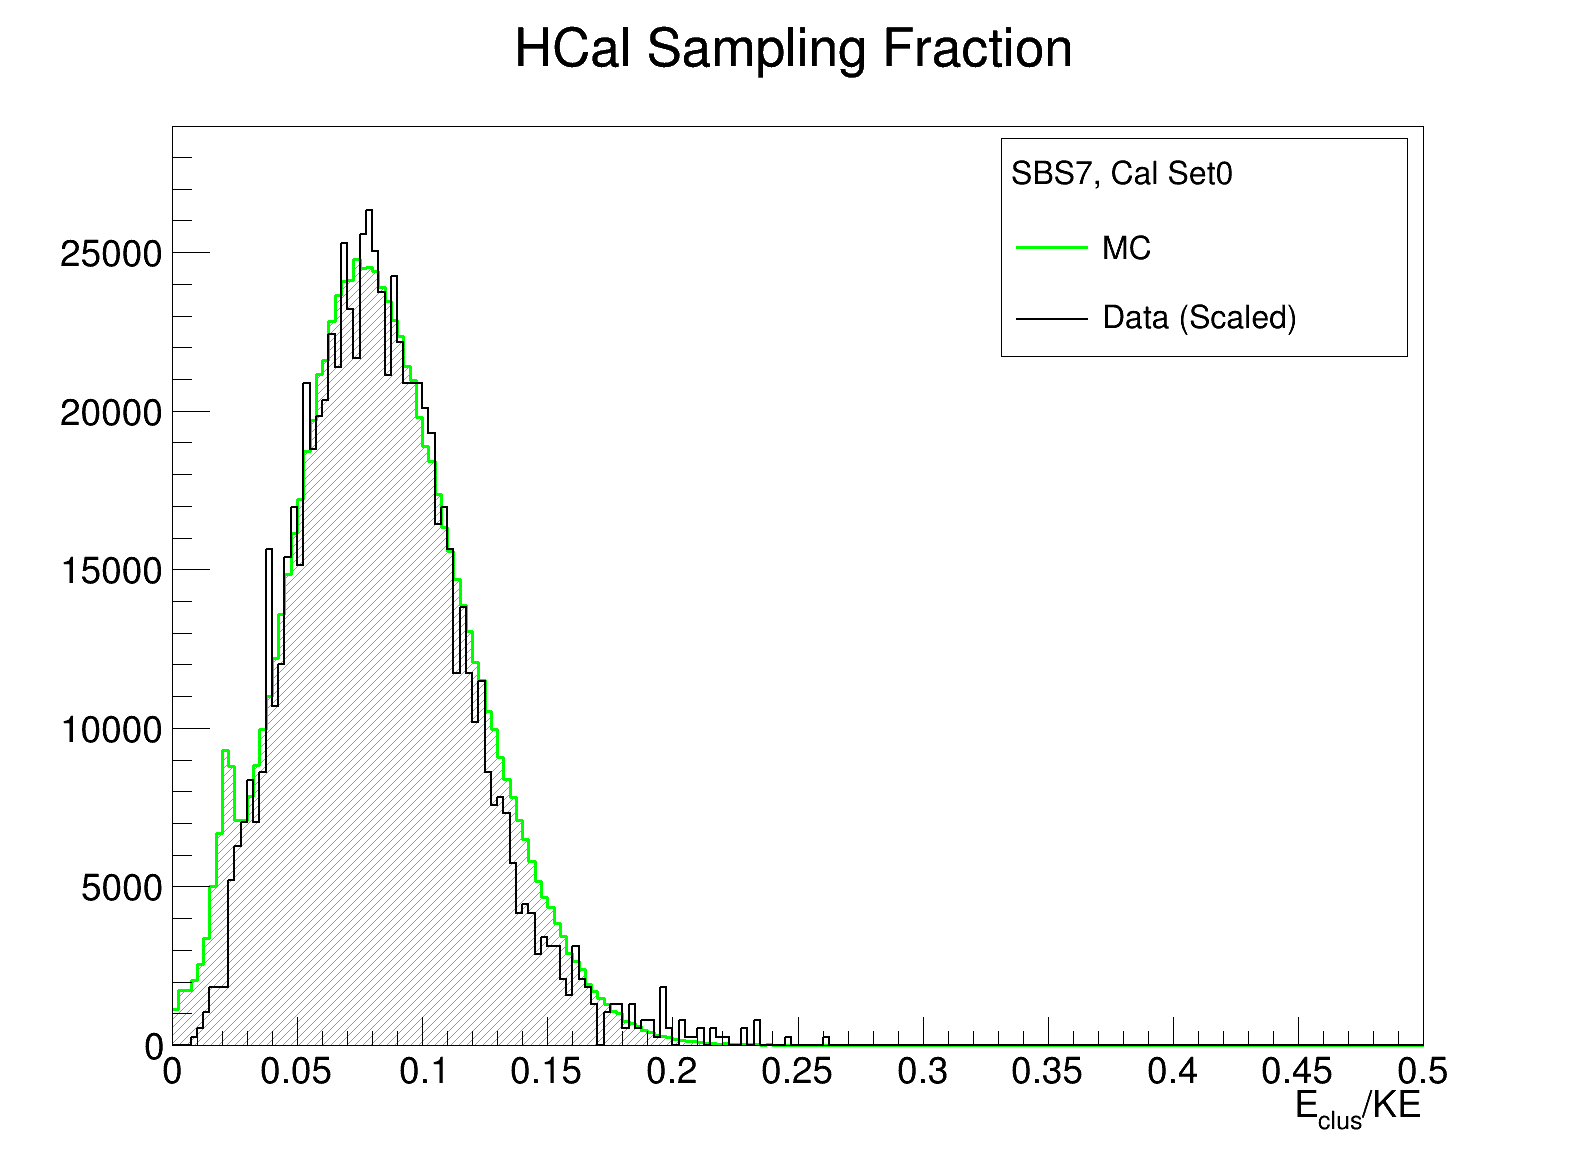 HCal Sampling Fraction
SBS7, Cal Set0
MC
Data (Scaled)
25000
20000
15000
10000
5000
0
0 0.05 0.1 0.15 0.2 0.25 0.3 0.35 0.4 0.45 0.5
E_clus/KE